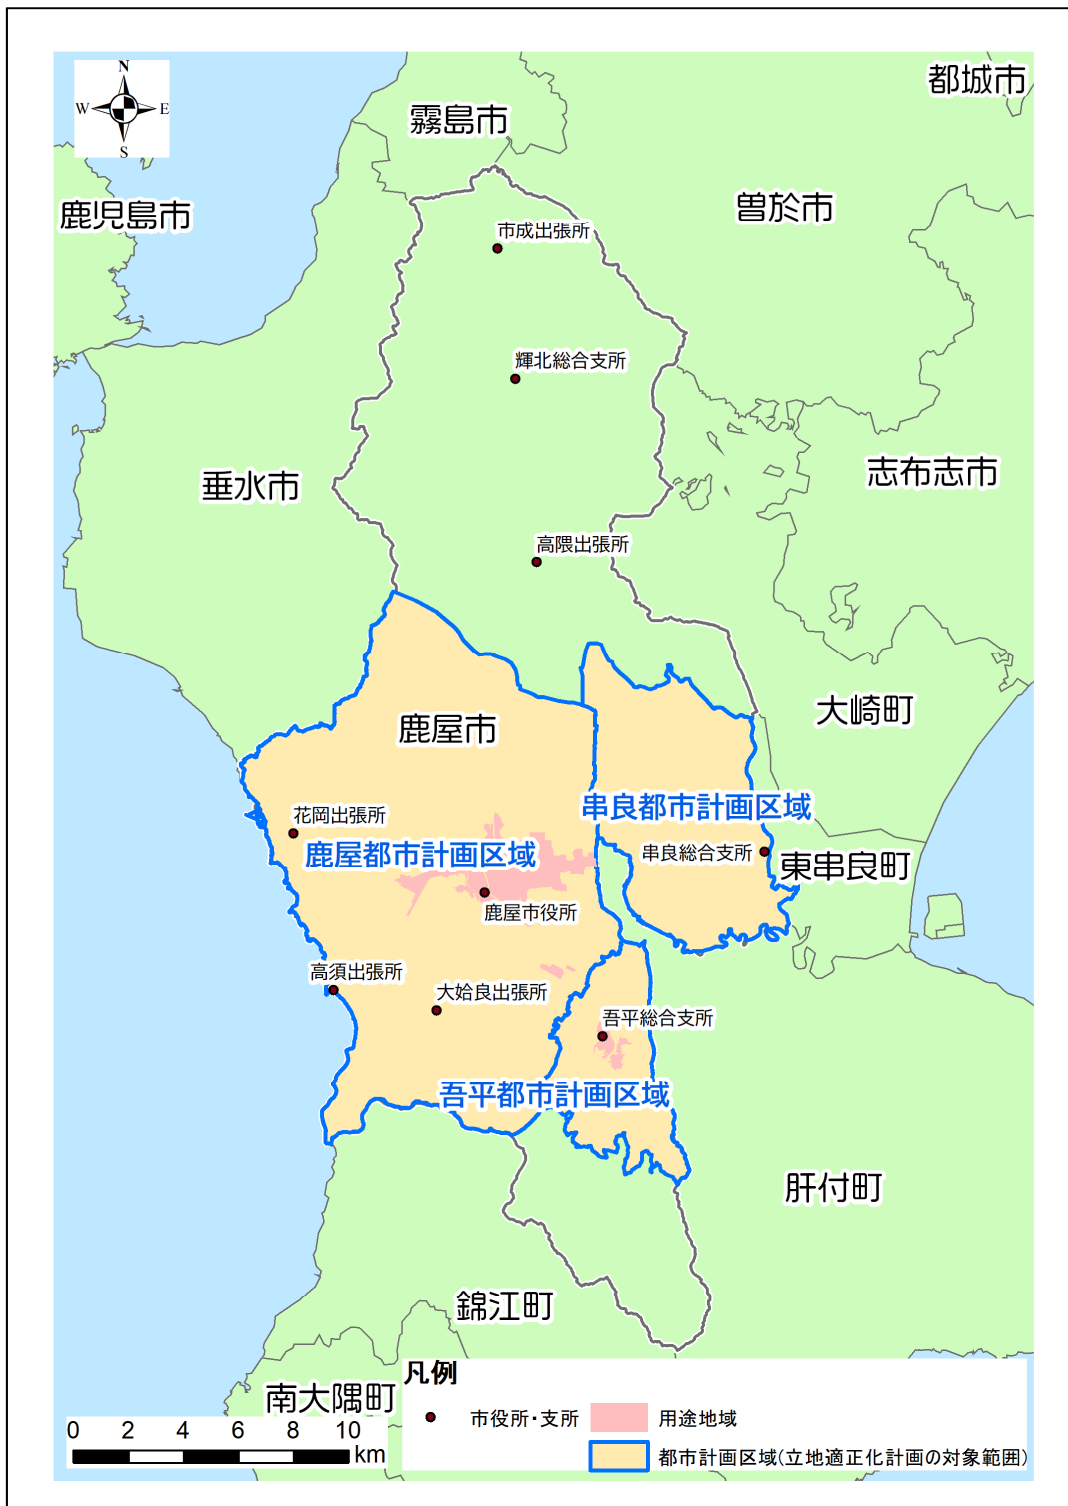 N
W E
S
都城市
霧島市
鹿児島市
曽於市
市成出張所
輝北総合支所
垂水市
志布志市
高隈出張所
大崎町
鹿屋市
串良都市計画区域
花岡出張所
鹿屋都市計画区域
串良総合支所
東串良町
鹿屋市役所
高須出張所
大姶良出張所
吾平総合支所
吾平都市計画区域
肝付町
錦江町
南大隅町
凡例
市役所・支所
用途地域
都市計画区域(立地適正化計画の対象範囲)
0 2 4 6 8 10
km